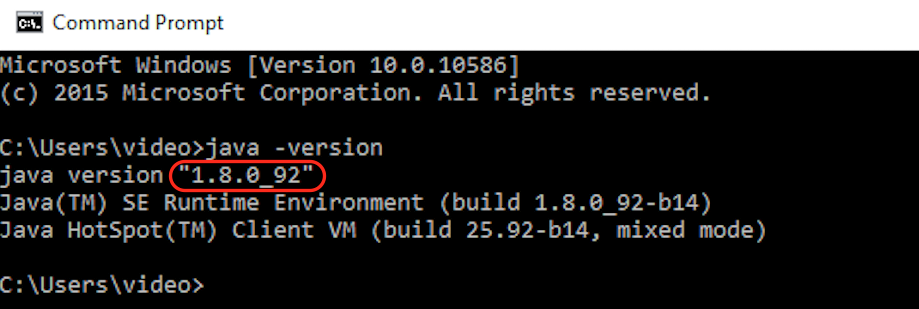 Command Prompt
Microsoft Windows [Version 10.0.10586]
(c) 2015 Microsoft Corporation. All rights reserved.
C:\Users\video>java -version
java version "1.8.0_92"
Java(TM) SE Runtime Environment (build 1.8.0_92-b14)
Java HotSpot(TM) Client VM (build 25.92-b14, mixed mode)
C:\Users\video>